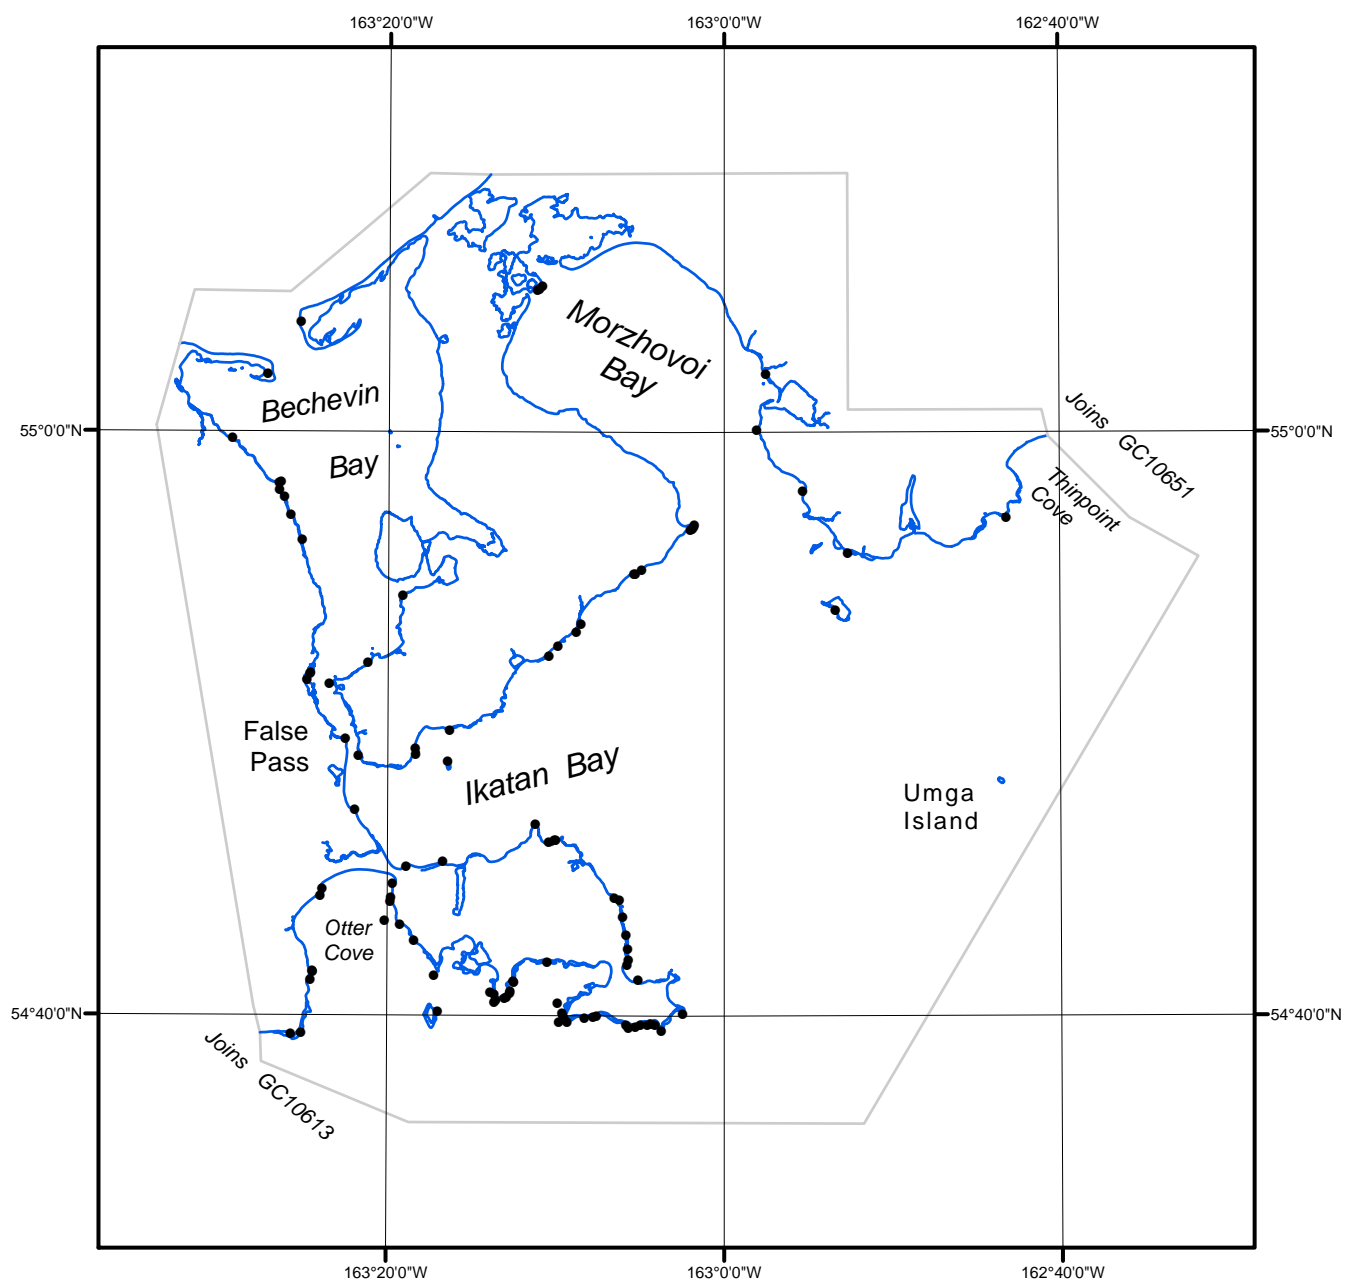 163°20'0"W
163°0'0"W
162°40'0"W
Morzhovoi
Bay
Bechevin
Bay
Joins GC10651
55°0'0"N
55°0'0"N
Thinpoint
Cove
False
Pass
Ikatan Bay
Umga
Island
Otter
Cove
54°40'0"N
54°40'0"N
Joins GC10613
163°20'0"W
163°0'0"W
162°40'0"W